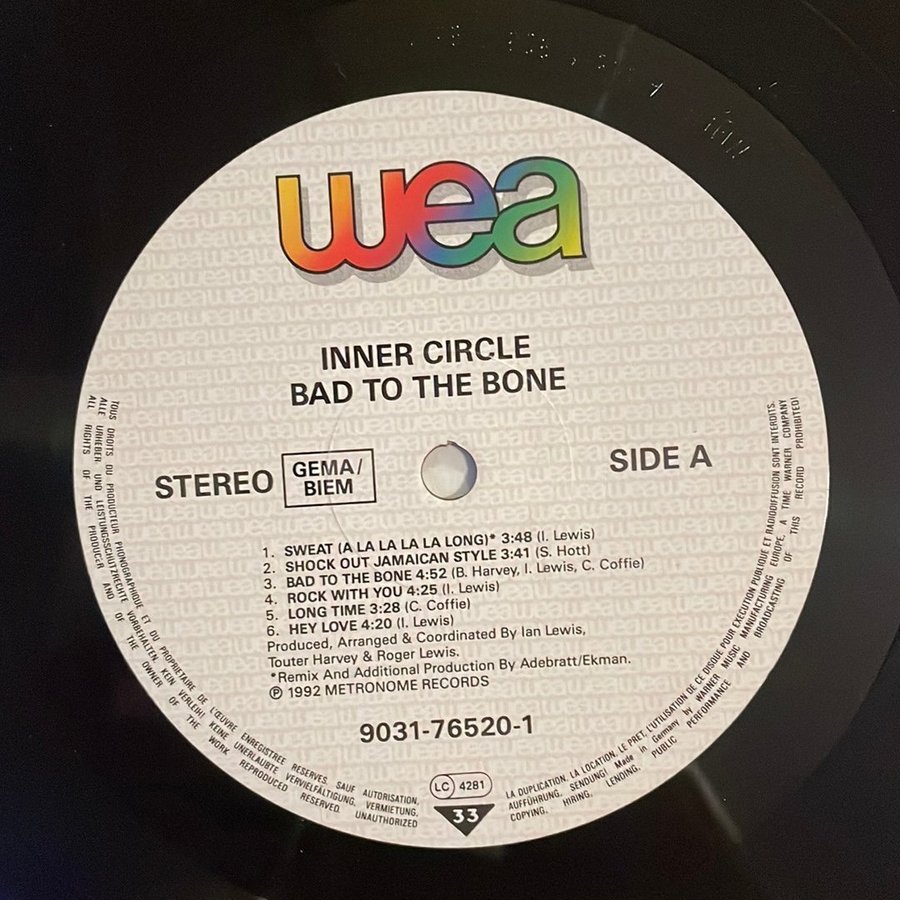 wea
INNER CIRCLE
BAD TO THE BONE
STEREO
GEMA/
BIEM
SIDE A
1. SWEAT (A LA LA LA LA LONG)* 3:48 (I. Lewis)
2. SHOCK OUT JAMAICAN STYLE 3:41 (S. Hott)
3. BAD TO THE BONE 4:52 (B. Harvey, I. Lewis, C. Coffie)
4. ROCK WITH YOU 4:25 (I. Lewis)
5. LONG TIME 3:28 (C. Coffie)
6. HEY LOVE 4:20 (I. Lewis)
Produced, Arranged & Coordinated By Ian Lewis,
Touter Harvey & Roger Lewis.
*Remix And Additional Production By Adebratt/Ekman.
℗ 1992 METRONOME RECORDS
9031-76520-1
LC 4281
33
TOUS DROITS DU PRODUCTEUR PHONOGRAPHIQUE ET DU PROPRIETAIRE DE L'ŒUVRE ENREGISTREE RESERVES. SAUF AUTORISATION,
LA DUPLICATION, LA LOCATION, LE PRET, L'UTILISATION DE CE DISQUE POUR EXECUTION PUBLIQUE ET RADIODIFFUSION SONT INTERDITS.
ALLE URHEBER UND LEISTUNGSSCHUTZRECHTE VORBEHALTEN KEIN VERLEIH! KEINE UNERLAUBTE VERVIELFÄLTIGUNG, VERMIETUNG,
AUFFÜHRUNG, SENDUNG! Made in Germany by WARNER MUSIC MANUFACTURING EUROPE, A TIME WARNER COMPANY
ALL RIGHTS OF THE PRODUCER AND OF THE OWNER OF THE WORK REPRODUCED RESERVED. UNAUTHORIZED
COPYING, HIRING, LENDING, PUBLIC PERFORMANCE AND BROADCASTING OF THIS RECORD PROHIBITED!